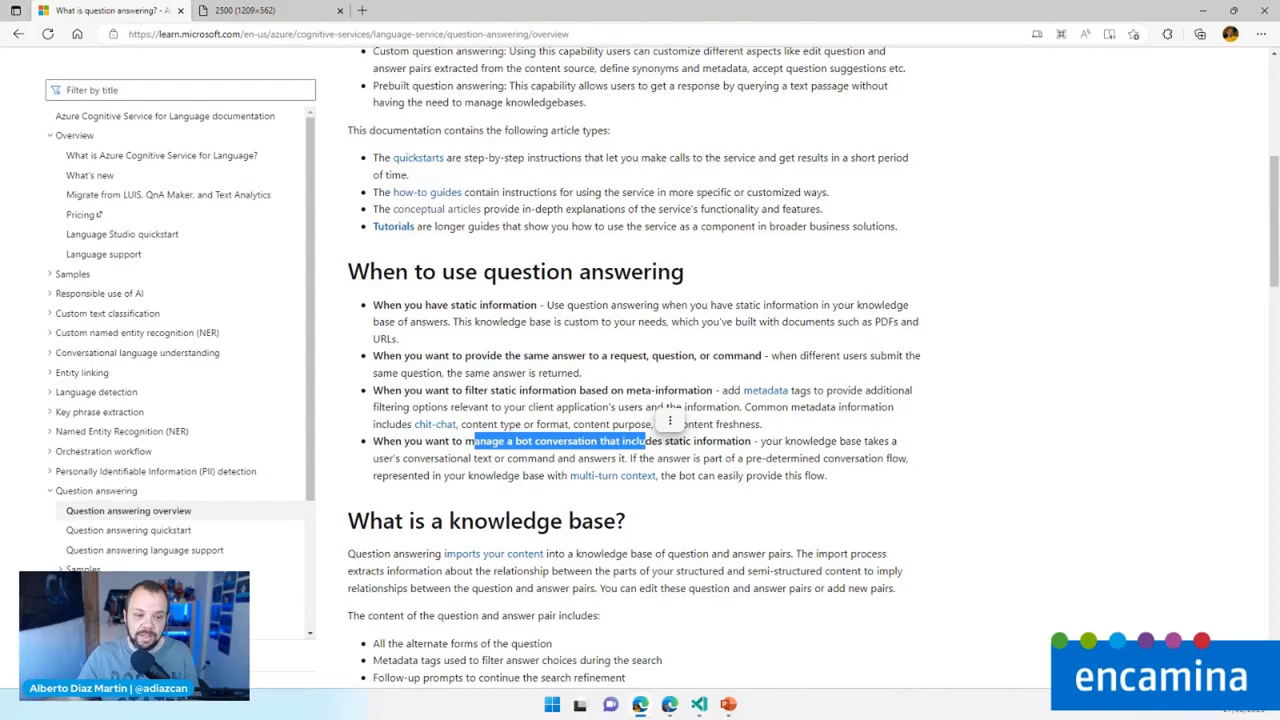 What is question answering? - A
2500 (1209×562)
https://learn.microsoft.com/en-us/azure/cognitive-services/language-service/question-answering/overview
Filter by title
Azure Cognitive Service for Language documentation
Overview
What is Azure Cognitive Service for Language?
What's new
Migrate from LUIS, QnA Maker, and Text Analytics
Pricing
Language Studio quickstart
Language support
Samples
Responsible use of AI
Custom text classification
Custom named entity recognition (NER)
Conversational language understanding
Entity linking
Language detection
Key phrase extraction
Named Entity Recognition (NER)
Orchestration workflow
Personally Identifiable Information (PII) detection
Question answering
Question answering overview
Question answering quickstart
Question answering language support
Samples
Custom question answering: Using this capability users can customize different aspects like edit question and
answer pairs extracted from the content source, define synonyms and metadata, accept question suggestions etc.
Prebuilt question answering: This capability allows users to get a response by querying a text passage without
having the need to manage knowledgebases.
This documentation contains the following article types:
The quickstarts are step-by-step instructions that let you make calls to the service and get results in a short period
of time.
The how-to guides contain instructions for using the service in more specific or customized ways.
The conceptual articles provide in-depth explanations of the service's functionality and features.
Tutorials are longer guides that show you how to use the service as a component in broader business solutions.
When to use question answering
When you have static information - Use question answering when you have static information in your knowledge
base of answers. This knowledge base is custom to your needs, which you've built with documents such as PDFs and
URLs.
When you want to provide the same answer to a request, question, or command - when different users submit the
same question, the same answer is returned.
When you want to filter static information based on meta-information - add metadata tags to provide additional
filtering options relevant to your client application's users and the information. Common metadata information
includes chit-chat, content type or format, content purpose, content freshness.
When you want to manage a bot conversation that includes static information - your knowledge base takes a
user's conversational text or command and answers it. If the answer is part of a pre-determined conversation flow,
represented in your knowledge base with multi-turn context, the bot can easily provide this flow.
What is a knowledge base?
Question answering imports your content into a knowledge base of question and answer pairs. The import process
extracts information about the relationship between the parts of your structured and semi-structured content to imply
relationships between the question and answer pairs. You can edit these question and answer pairs or add new pairs.
The content of the question and answer pair includes:
All the alternate forms of the question
Metadata tags used to filter answer choices during the search
Follow-up prompts to continue the search refinement
Alberto Diaz Martin | @adiazcan
encamina